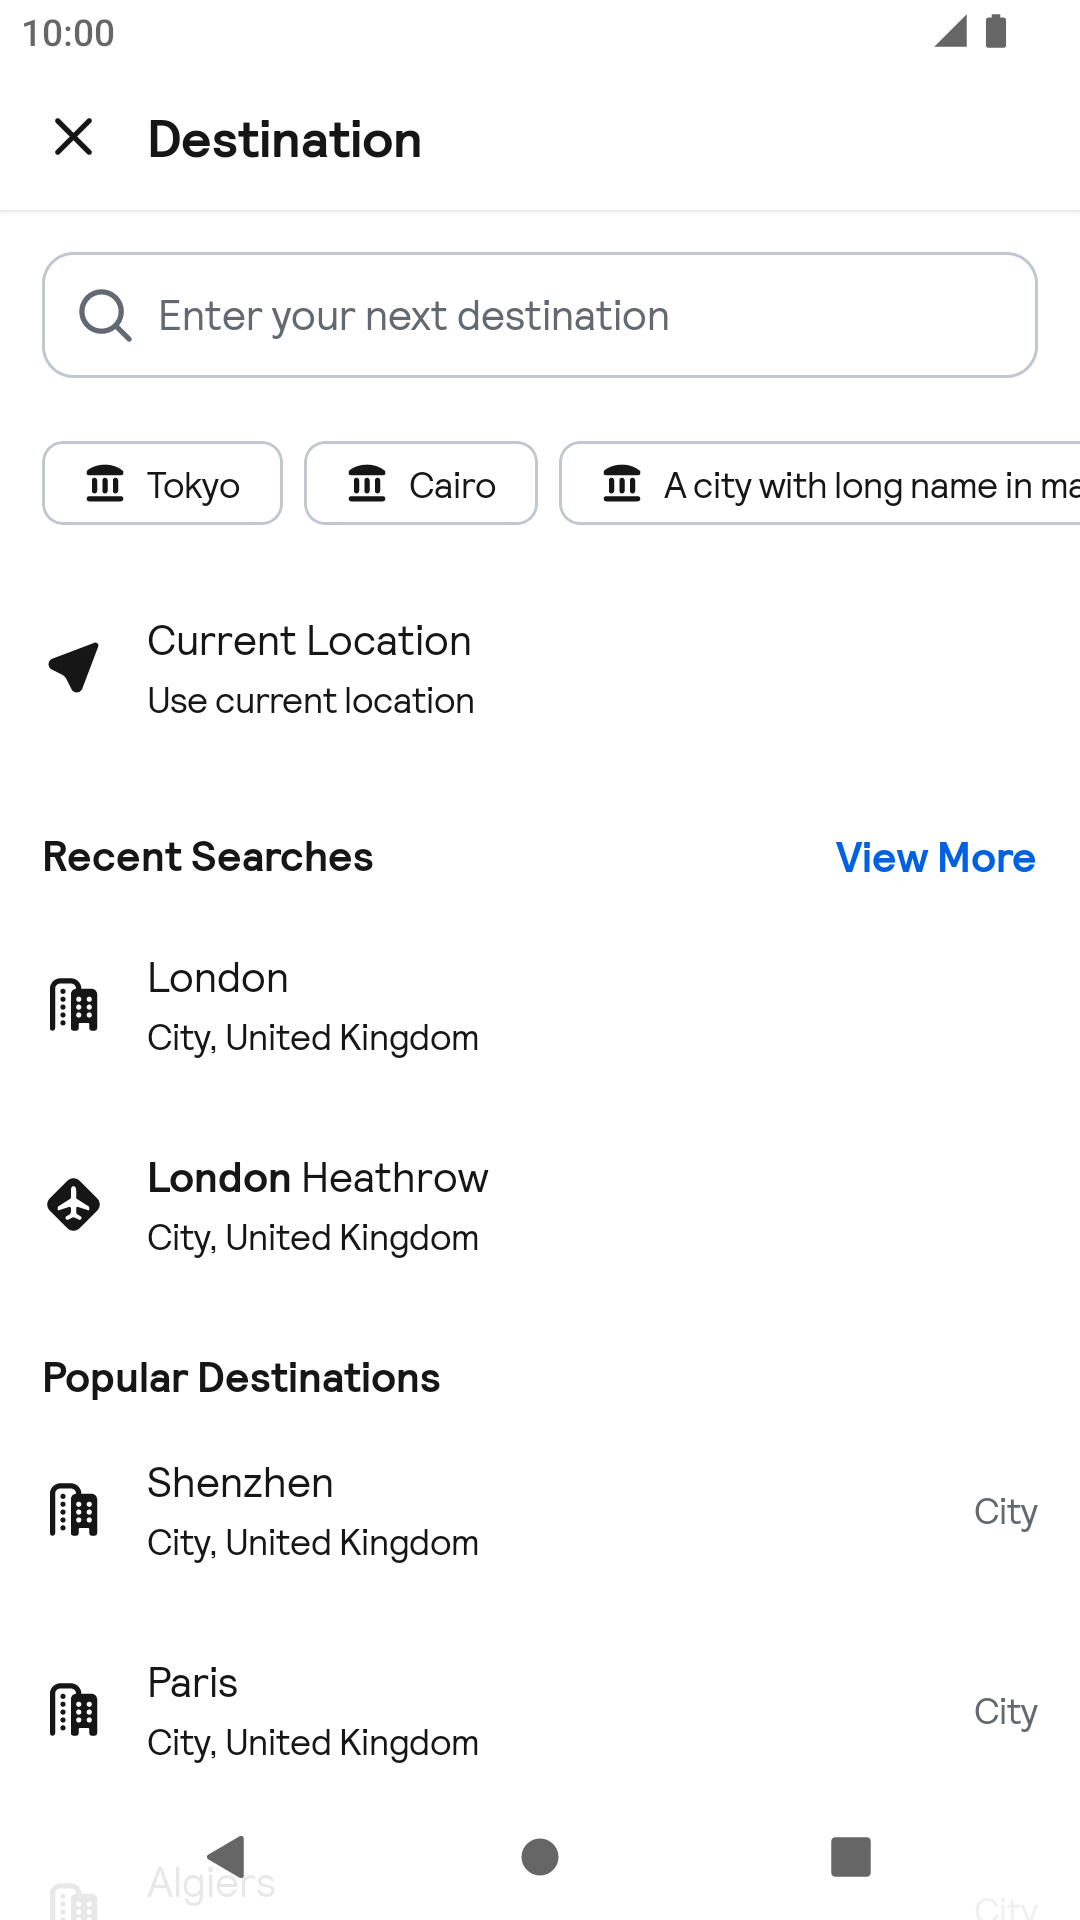 10:00
Destination
Enter your next destination
Tokyo
Cairo
A city with long name in ma
Current Location
Use current location
Recent Searches
View More
London
City, United Kingdom
London Heathrow
City, United Kingdom
Popular Destinations
Shenzhen
City, United Kingdom
City
Paris
City, United Kingdom
City
Algiers
City